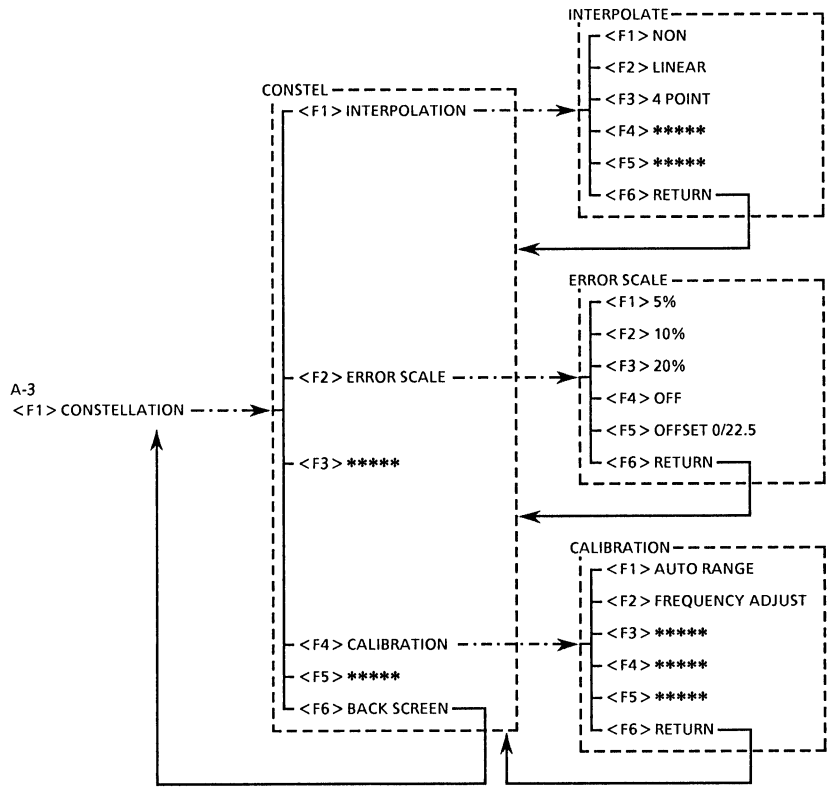 A-3
<F1> CONSTELLATION
CONSTEL
<F1> INTERPOLATION
<F2> ERROR SCALE
<F3> *****
<F4> CALIBRATION
<F5> *****
<F6> BACK SCREEN
INTERPOLATE
<F1> NON
<F2> LINEAR
<F3> 4 POINT
<F4> *****
<F5> *****
<F6> RETURN
ERROR SCALE
<F1> 5%
<F2> 10%
<F3> 20%
<F4> OFF
<F5> OFFSET 0/22.5
<F6> RETURN
CALIBRATION
<F1> AUTO RANGE
<F2> FREQUENCY ADJUST
<F3> *****
<F4> *****
<F5> *****
<F6> RETURN